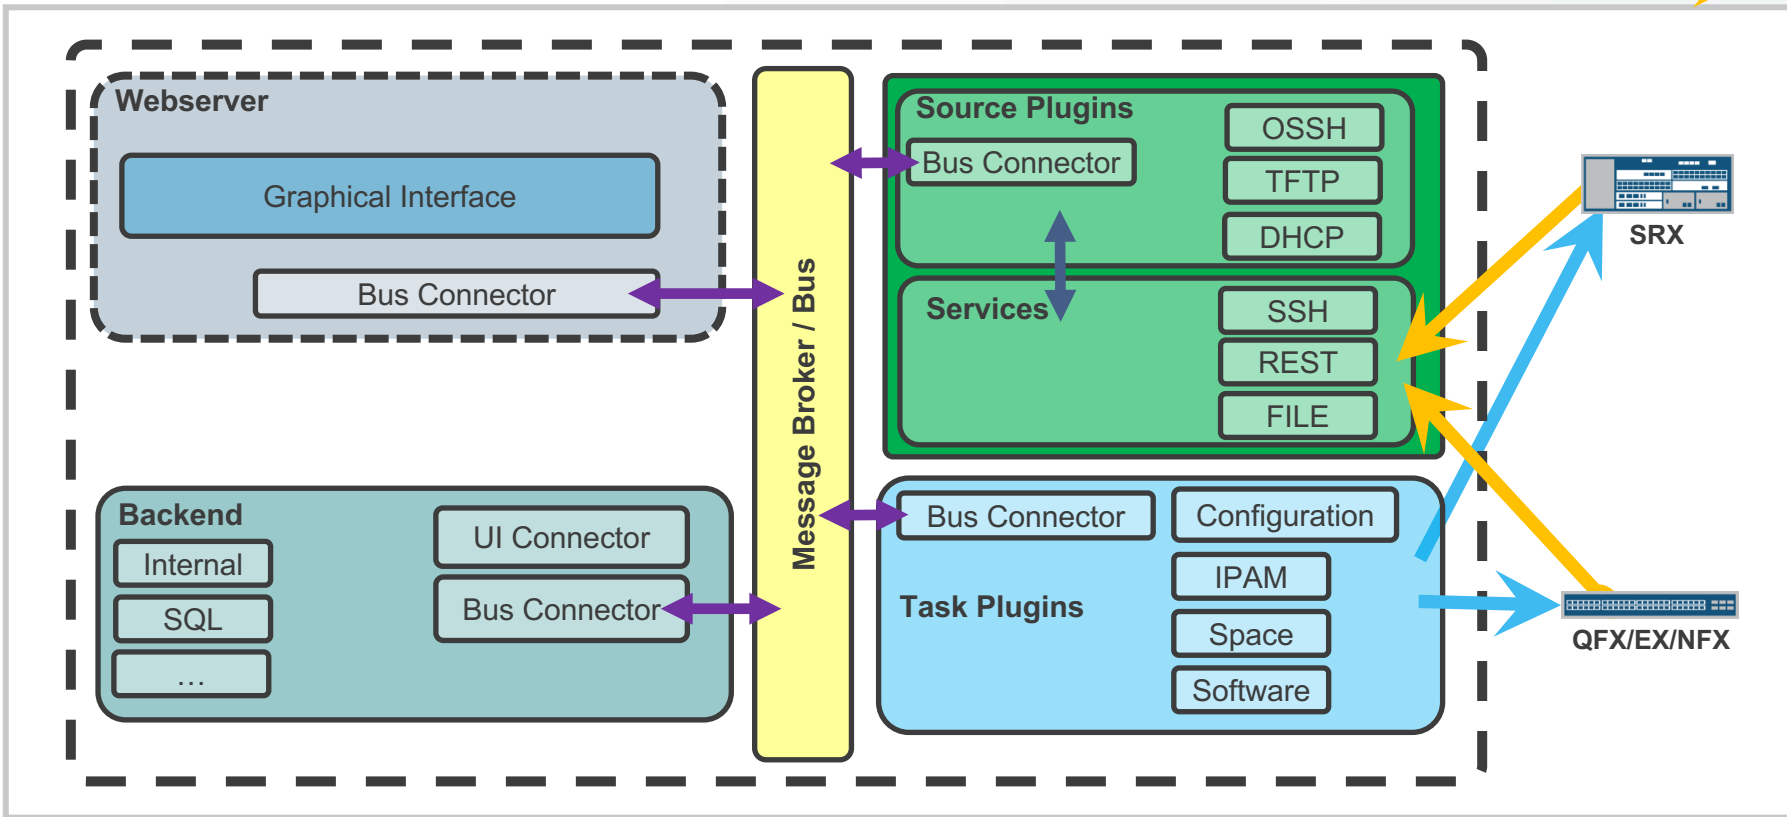 Webserver
Graphical Interface
Bus Connector
Backend
Internal
SQL
…
UI Connector
Bus Connector
Message Broker / Bus
Source Plugins
Bus Connector
OSSH
TFTP
DHCP
Services
SSH
REST
FILE
Bus Connector
Configuration
IPAM
Task Plugins
Space
Software
SRX
QFX/EX/NFX